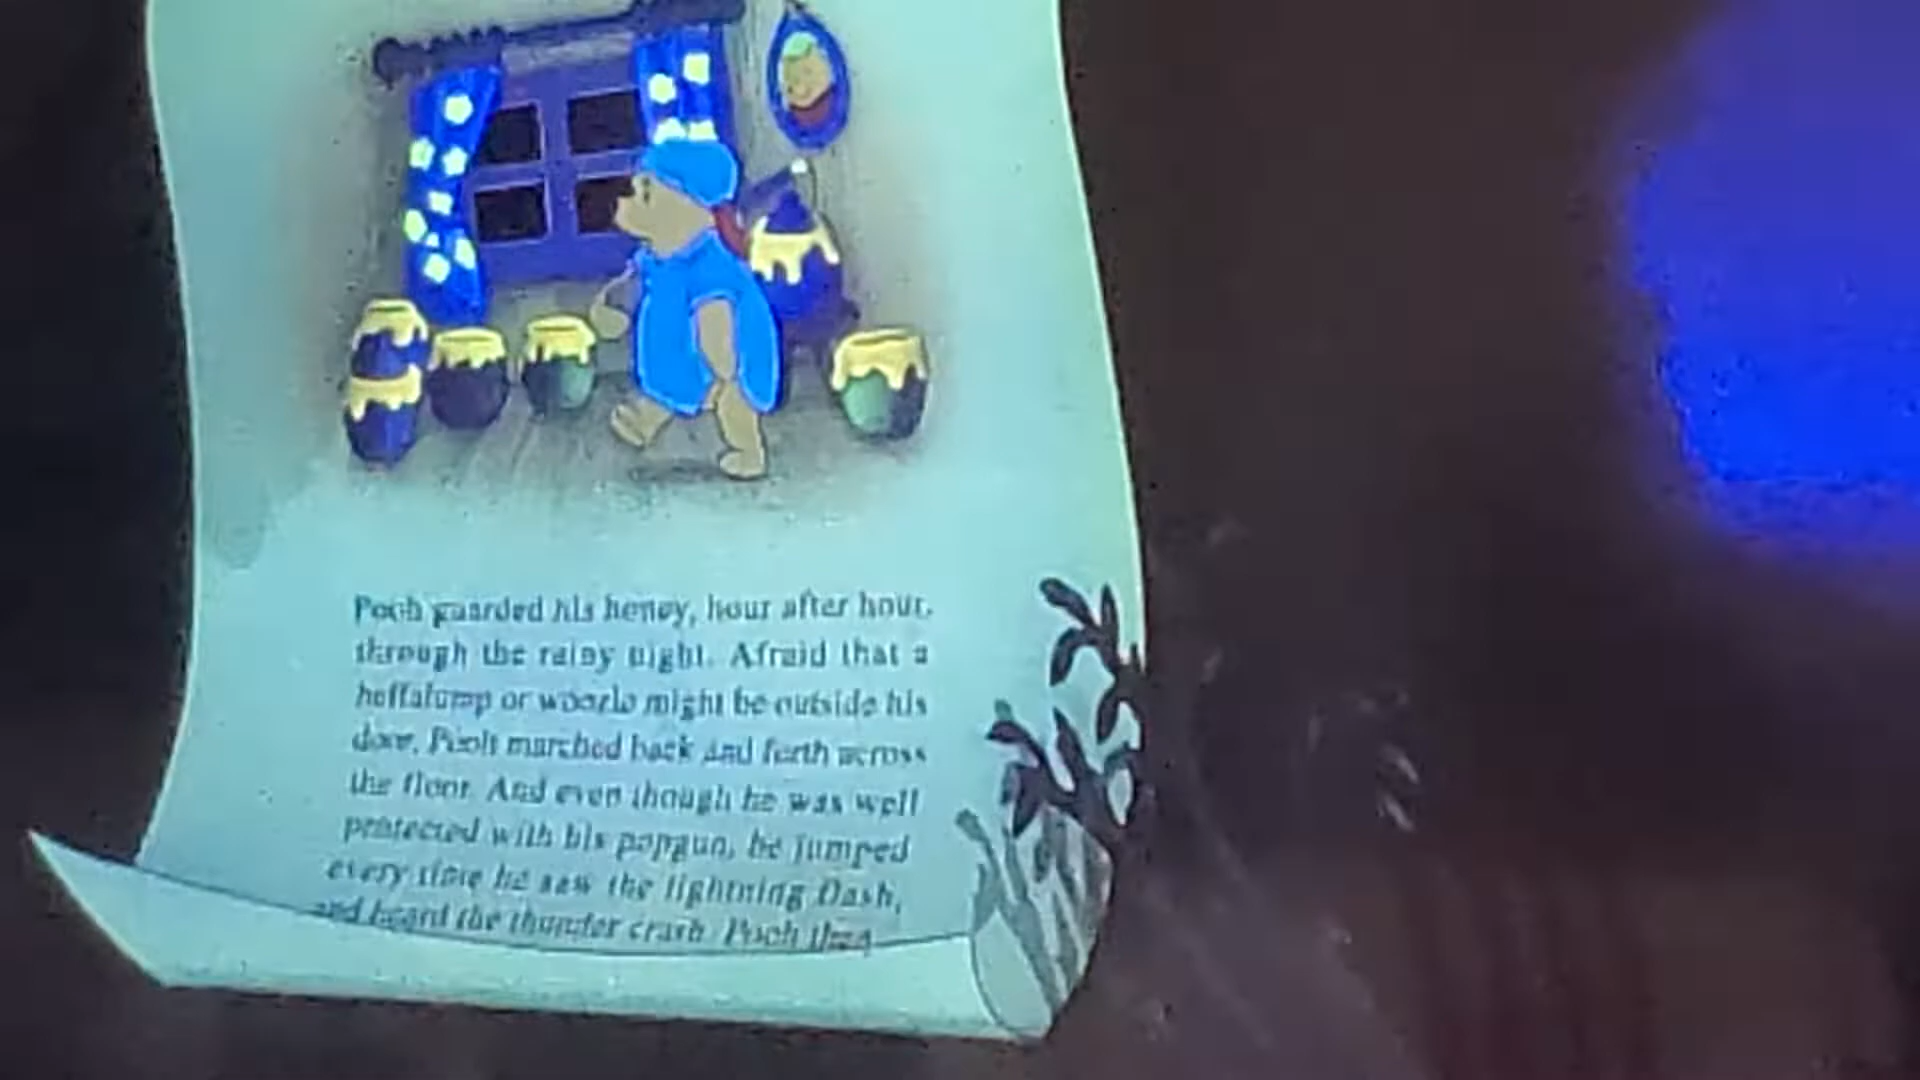 Pooh guarded his honey, hour after hour,
through the rainy night. Afraid that a
heffalump or woozle might be outside his
door, Pooh marched back and forth across
the floor. And even though he was well
protected with his popgun, he jumped
every time he saw the lightning flash,
and heard the thunder crash. Pooh then